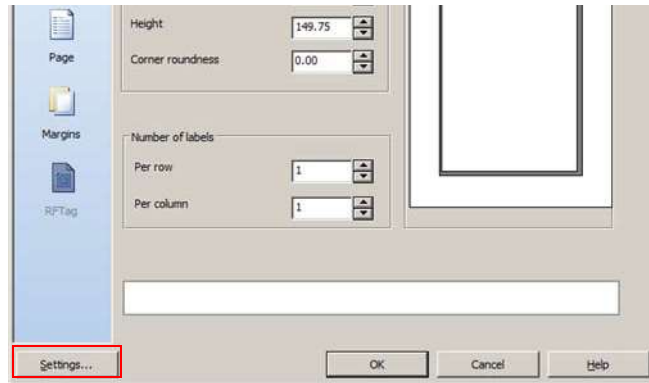 Height 149.75
Page Corner roundness 0.00
Margins Number of labels
Per row 1
RFTag Per column 1
Settings... OK Cancel Help